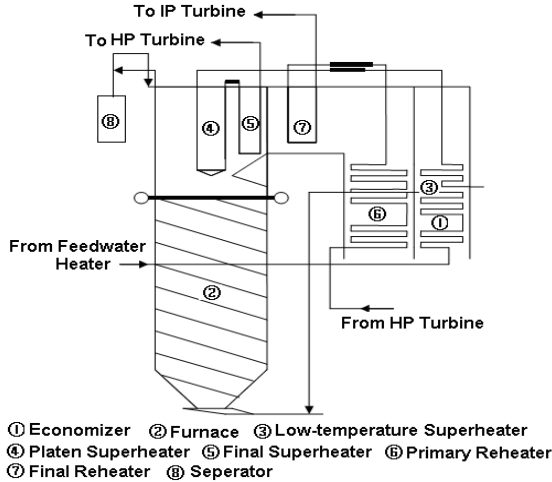 To IP Turbine
To HP Turbine
⑧
④
⑤
⑦
③
⑥
①
From Feedwater
Heater
②
From HP Turbine
① Economizer ② Furnace ③ Low-temperature Superheater
④ Platen Superheater ⑤ Final Superheater ⑥ Primary Reheater
⑦ Final Reheater ⑧ Seperator